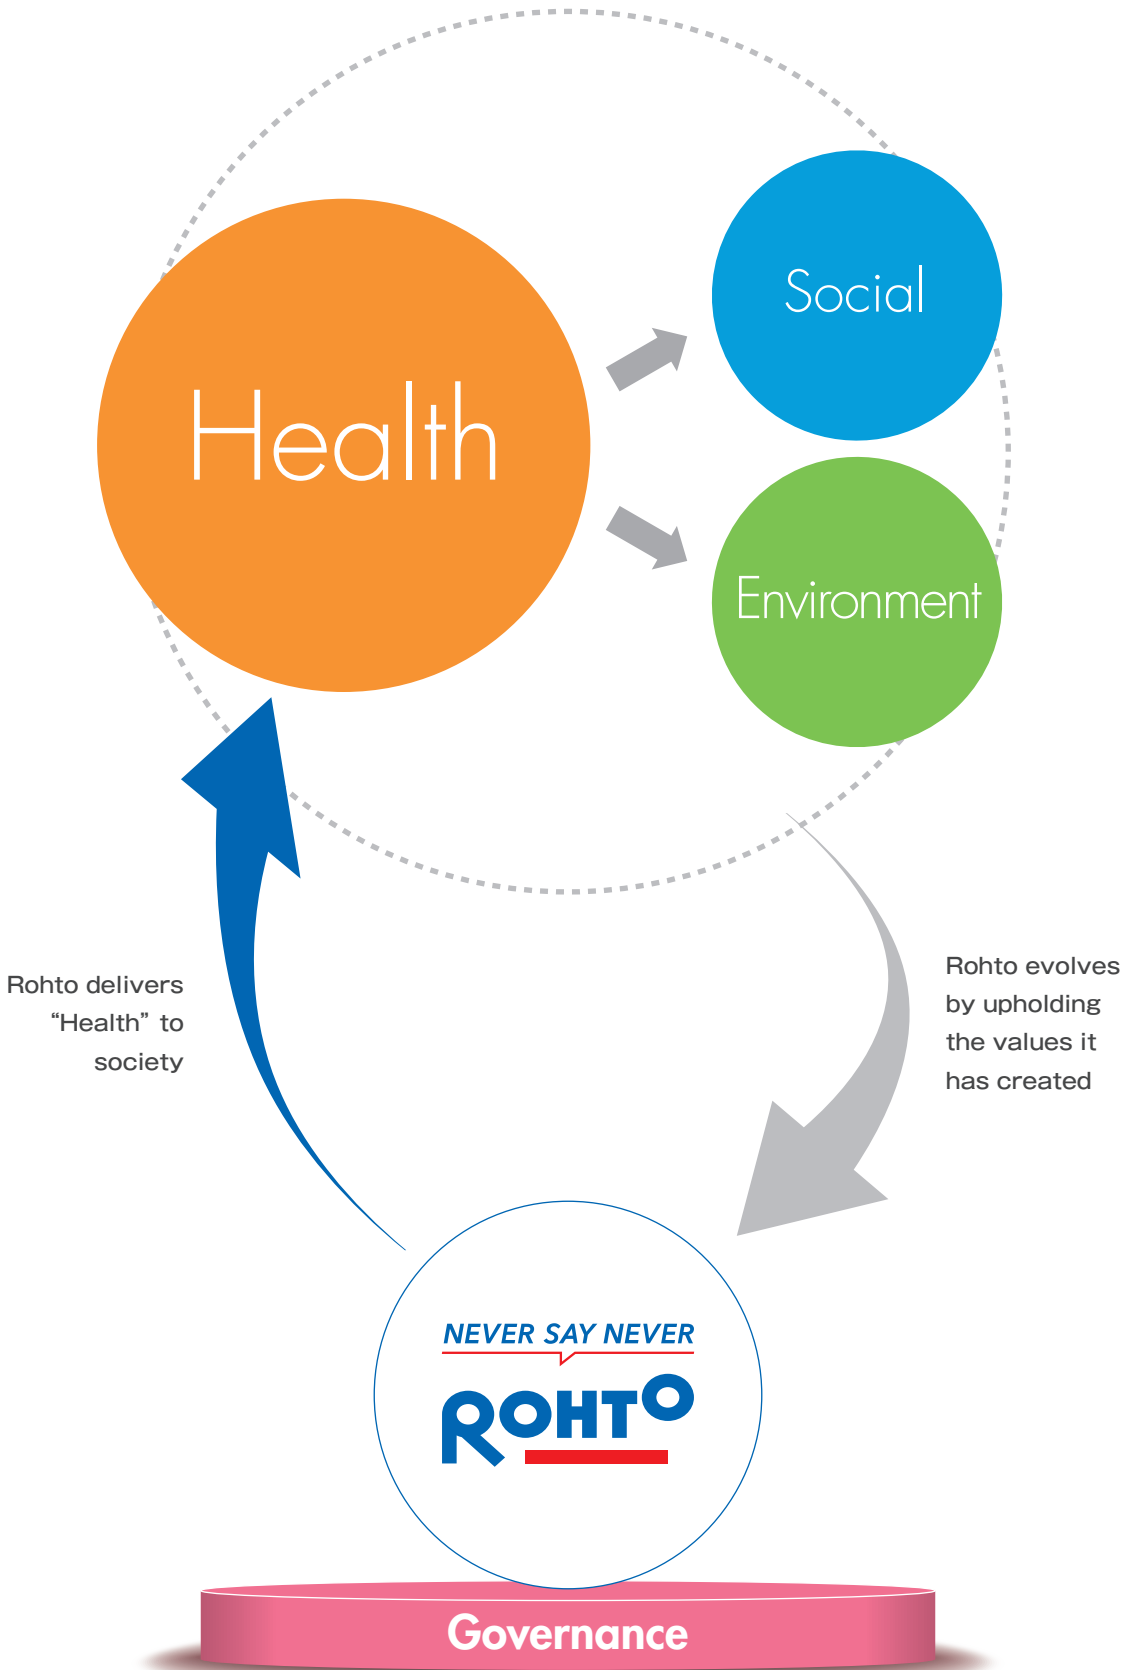 Health
Social
Environment
Rohto delivers
“Health” to
society
Rohto evolves
by upholding
the values it
has created
NEVER SAY NEVER
ROHTO
Governance